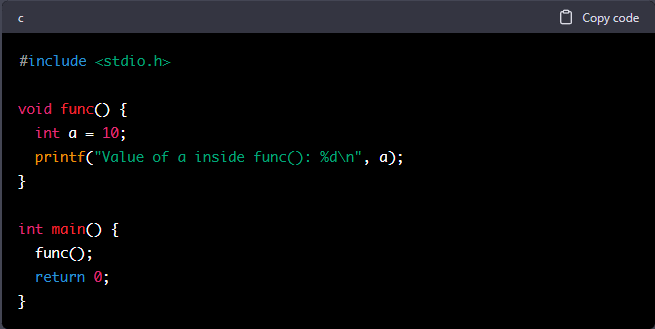 c
Copy code
#include <stdio.h>
void func() {
  int a = 10;
  printf("Value of a inside func(): %d\n", a);
}
int main() {
  func();
  return 0;
}